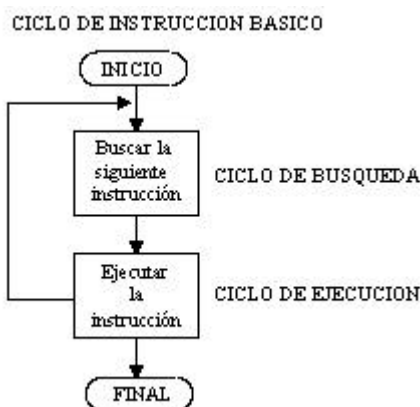 CICLO DE INSTRUCCION BASICO
INICIO
Buscar la
siguiente
instrucción
CICLO DE BUSQUEDA
Ejecutar
la
instrucción
CICLO DE EJECUCION
FINAL